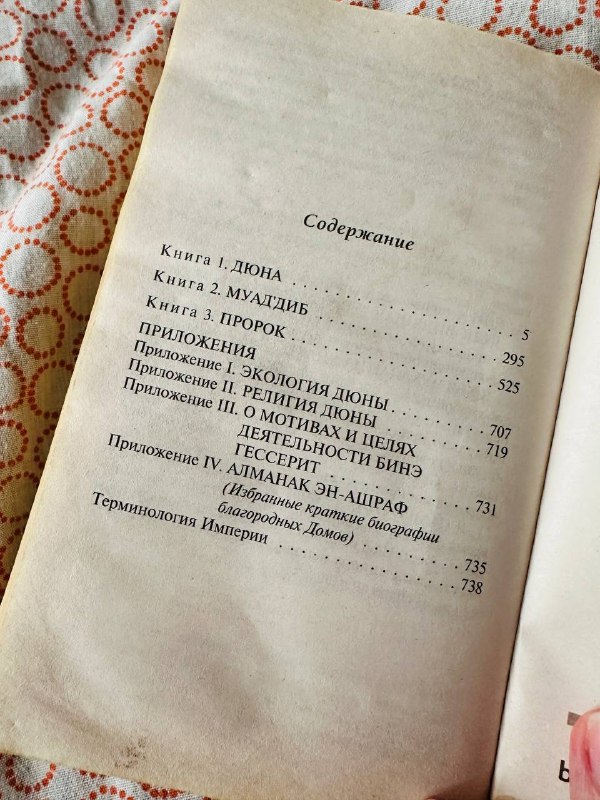 Содержание
Книга 1. ДЮНА . . . . . . . . . . . . . . . . . . . . . 5
Книга 2. МУАД'ДИБ . . . . . . . . . . . . . . . . . 295
Книга 3. ПРОРОК . . . . . . . . . . . . . . . . . . . 525
ПРИЛОЖЕНИЯ
Приложение I. ЭКОЛОГИЯ ДЮНЫ . . . . . . . . . . 707
Приложение II. РЕЛИГИЯ ДЮНЫ . . . . . . . . . . . 719
Приложение III. О МОТИВАХ И ЦЕЛЯХ
ДЕЯТЕЛЬНОСТИ БИНЭ
ГЕССЕРИТ . . . . . . . . . . . . . . . . 731
Приложение IV. АЛМАНАК ЭН-АШРАФ
(Избранные краткие биографии
благородных Домов) . . . . . . . . . . . 735
Терминология Империи . . . . . . . . . . . . . . . . 738